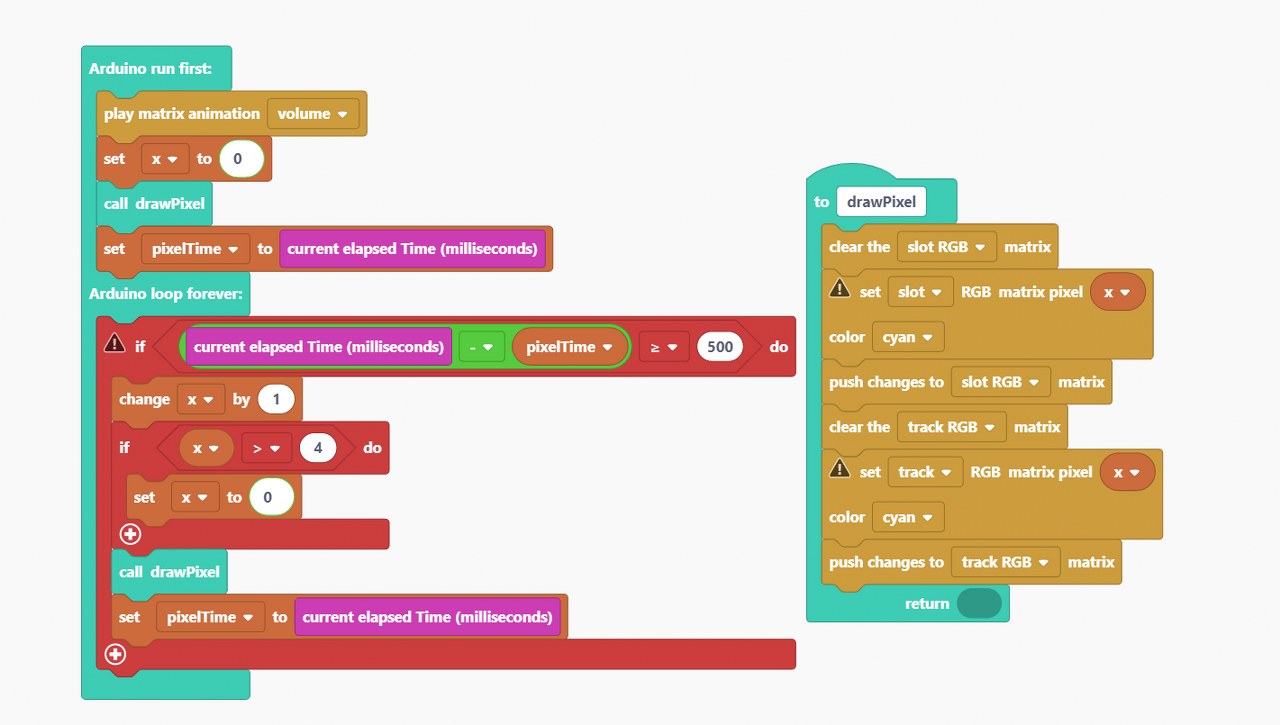 Arduino run first:
play matrix animation volume
set x to 0
call drawPixel
set pixelTime to current elapsed Time (milliseconds)
Arduino loop forever:
if current elapsed Time (milliseconds) - pixelTime ≥ 500 do
change x by 1
if x > 4 do
set x to 0
call drawPixel
set pixelTime to current elapsed Time (milliseconds)
to drawPixel
clear the slot RGB matrix
set slot RGB matrix pixel x
color cyan
push changes to slot RGB matrix
clear the track RGB matrix
set track RGB matrix pixel x
color cyan
push changes to track RGB matrix
return